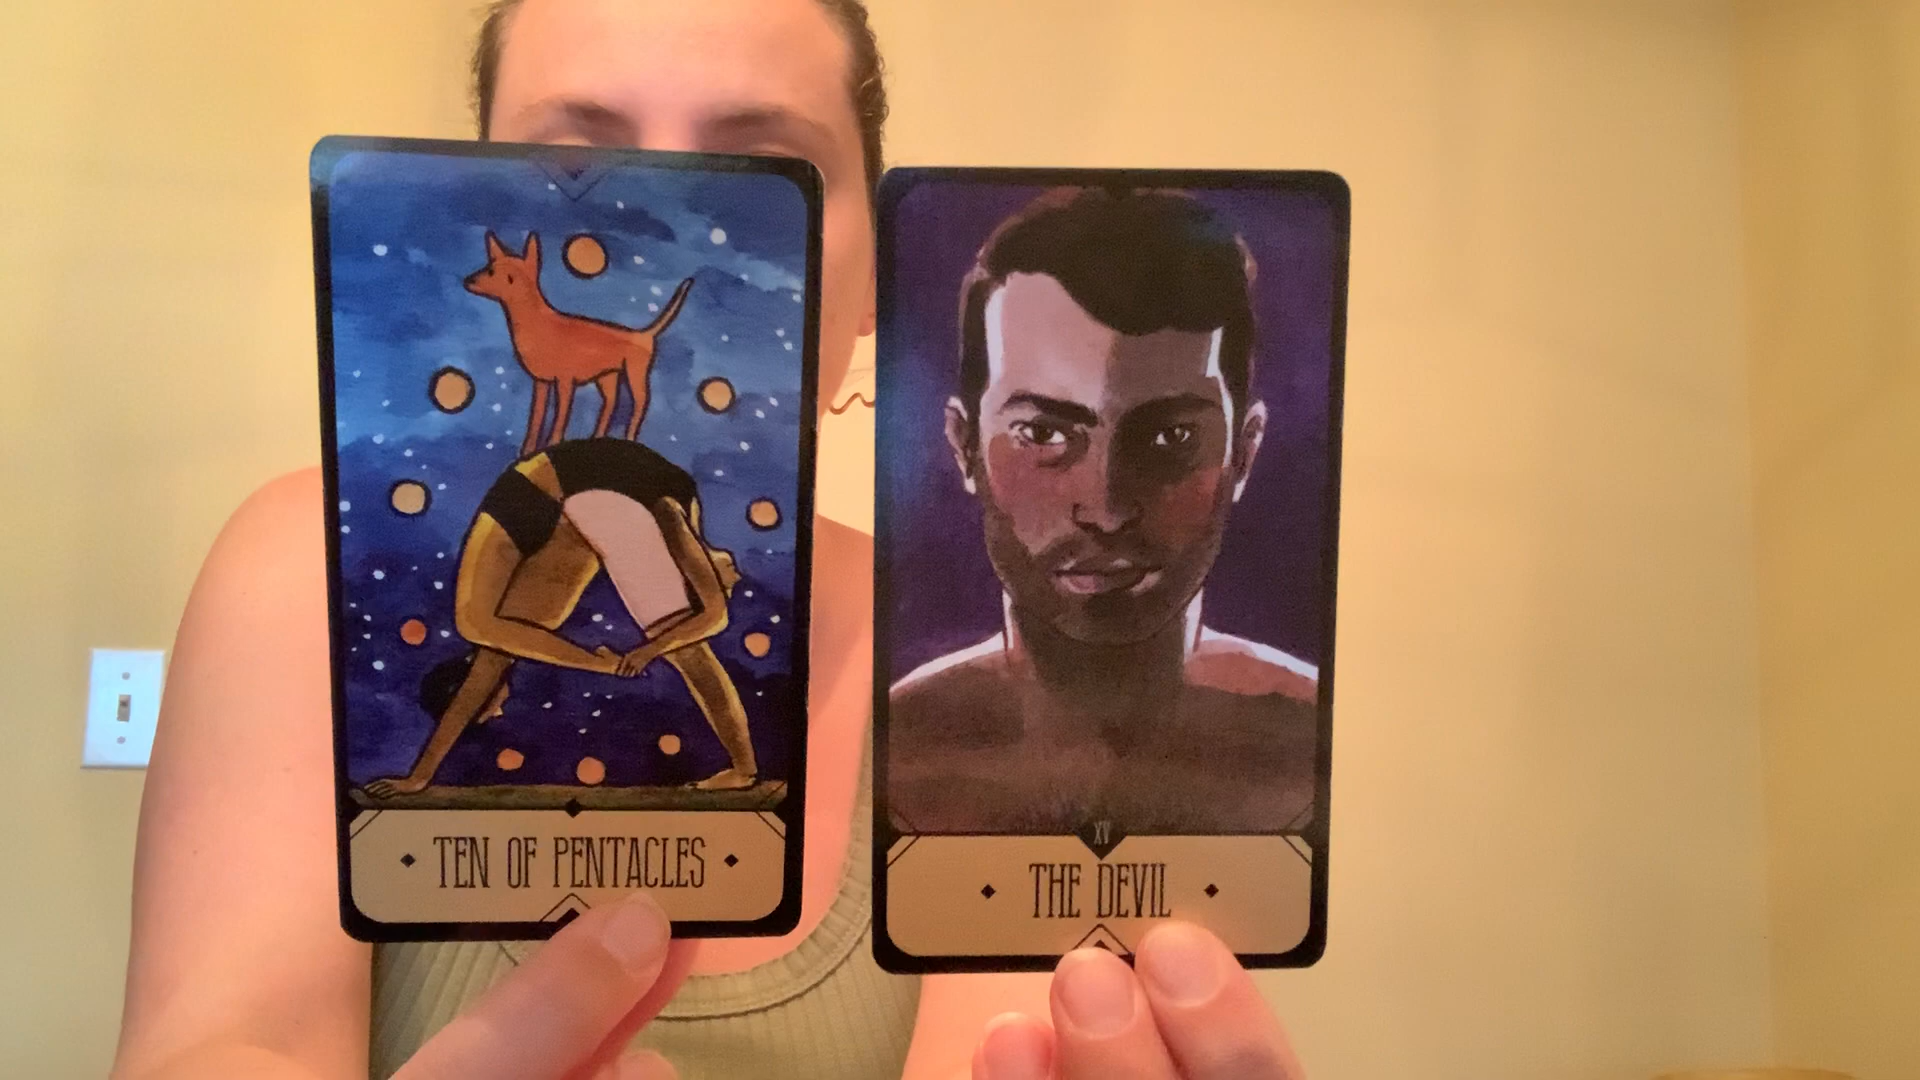 TEN OF PENTACLES
XV
THE DEVIL